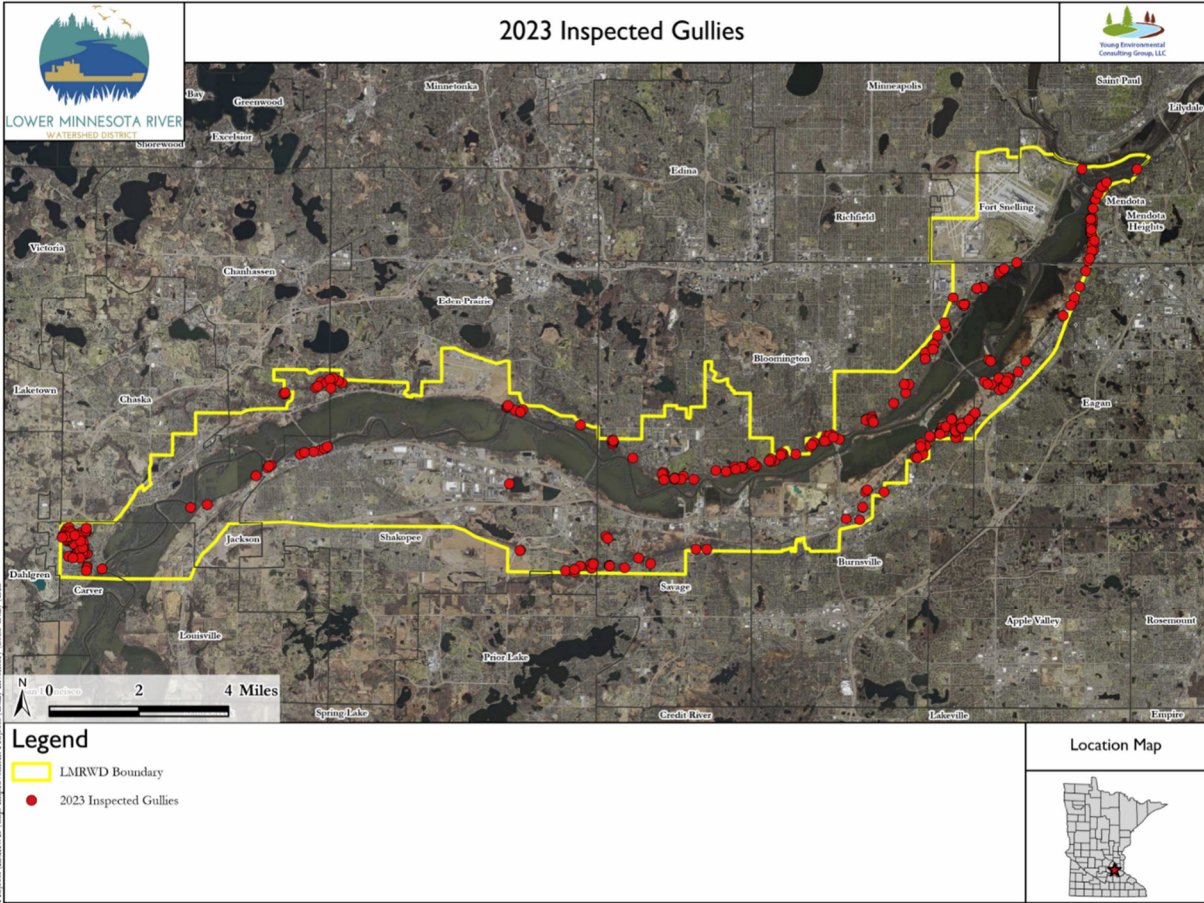 2023 Inspected Gullies
LOWER MINNESOTA RIVER
WATERSHED DISTRICT
Young Environmental
Consulting Group, LLC
Minnetonka
Minneapolis
Saint Paul
Bay
Greenwood
Lilydale
Excelsior
Shorewood
Edina
Fort Snelling
Mendota
Richfield
Mendota
Heights
Victoria
Chanhassen
Eden Prairie
Bloomington
Laketown
Chaska
Eagan
Jackson
Shakopee
Dahlgren
Carver
Burnsville
Savage
Louisville
Apple Valley
Rosemount
Prior Lake
N
0 2 4 Miles
Spring Lake
Credit River
Lakeville
Empire
Legend
LMRWD Boundary
2023 Inspected Gullies
Location Map